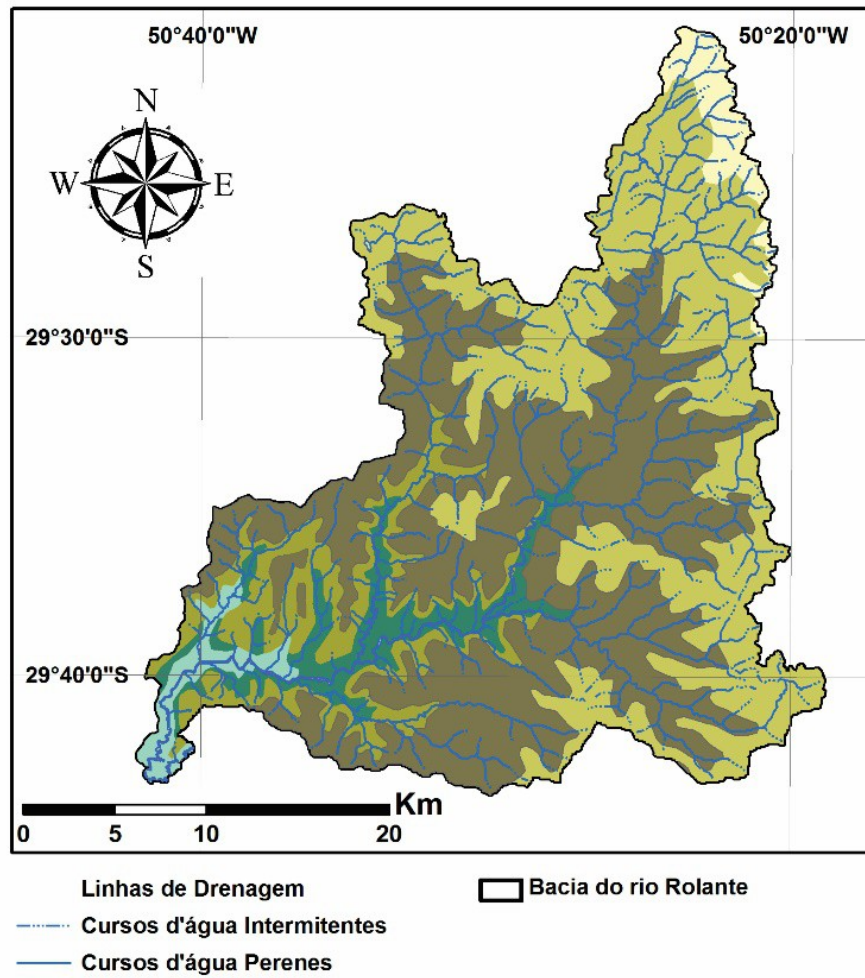 50°40'0"W 50°20'0"W
N
W E
S
29°30'0"S
29°40'0"S
Km
0 5 10 20
Linhas de Drenagem Bacia do rio Rolante
Cursos d'água Intermitentes
Cursos d'água Perenes